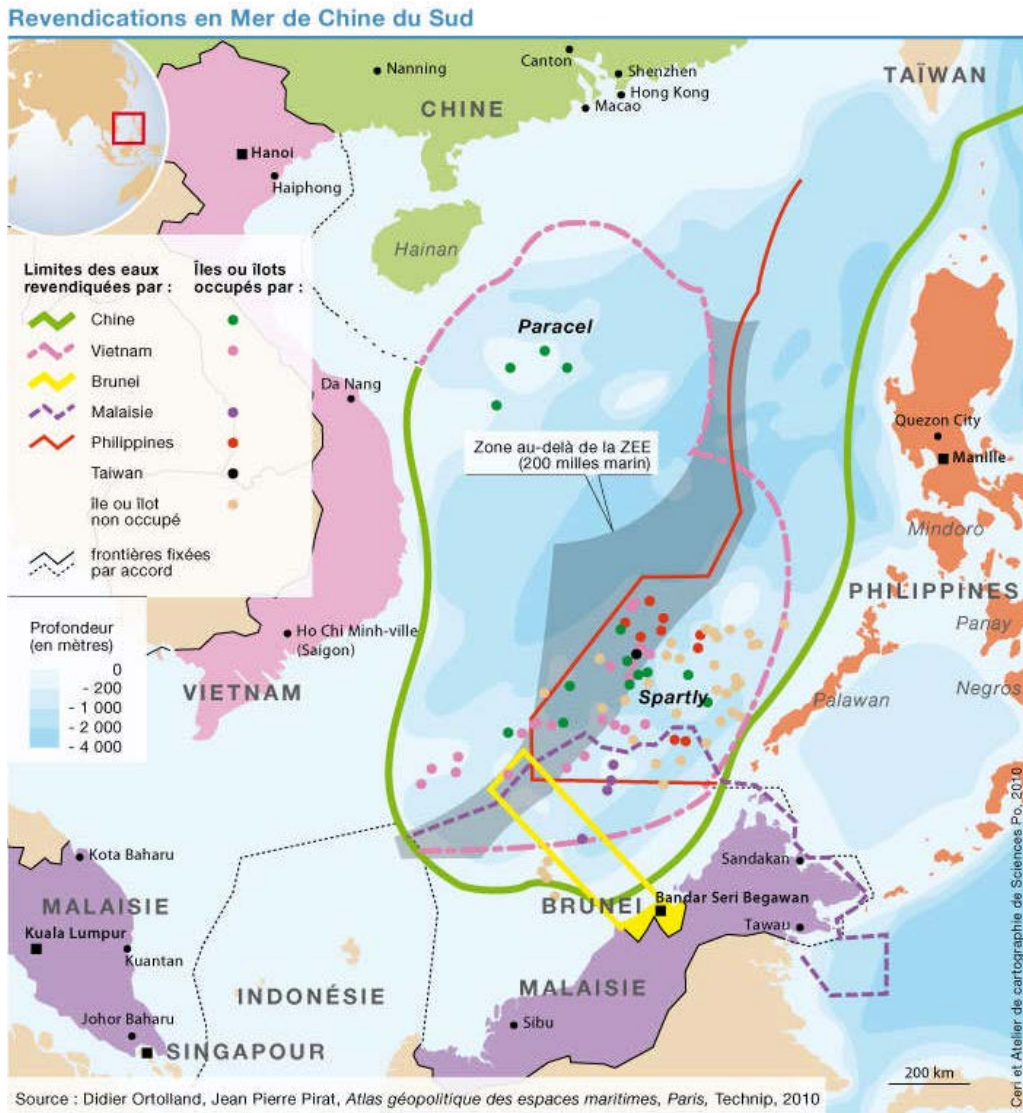 Revendications en Mer de Chine du Sud
Canton
Nanning
Shenzhen
Hong Kong
Macao
CHINE
TAÏWAN
Hanoi
Haiphong
Hainan
Limites des eaux revendiquées par :
Îles ou îlots occupés par :
Chine
Vietnam
Brunei
Malaisie
Philippines
Taiwan
île ou îlot
non occupé
frontières fixées
par accord
Paracel
Da Nang
Zone au-delà de la ZEE
(200 milles marin)
Quezon City
Manille
Mindoro
PHILIPPINES
Panay
Negros
Palawan
Profondeur
(en mètres)
0
- 200
- 1 000
- 2 000
- 4 000
Ho Chi Minh-ville
(Saigon)
VIETNAM
Spartly
Kota Baharu
MALAISIE
Kuala Lumpur
Kuantan
Johor Baharu
SINGAPOUR
INDONÉSIE
BRUNEI
Bandar Seri Begawan
Sandakan
Tawau
MALAISIE
Sibu
200 km
Source : Didier Ortolland, Jean Pierre Pirat, Atlas géopolitique des espaces maritimes, Paris, Technip, 2010
Ceri et Atelier de cartographie de Sciences Po, 2010